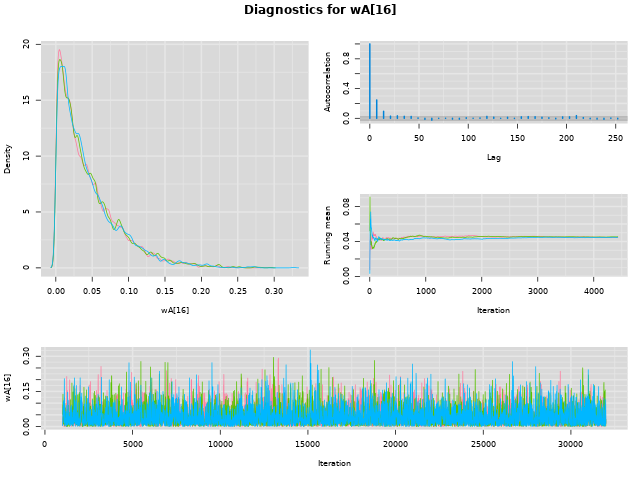 Diagnostics for wA[16]
Density
0 5 10 15 20
0.00 0.05 0.10 0.15 0.20 0.25 0.30
wA[16]
Autocorrelation
0.0 0.4 0.8
0 50 100 150 200 250
Lag
Running mean
0.00 0.04 0.08
0 1000 2000 3000 4000
Iteration
wA[16]
0.00 0.15 0.30
0 5000 10000 15000 20000 25000 30000
Iteration